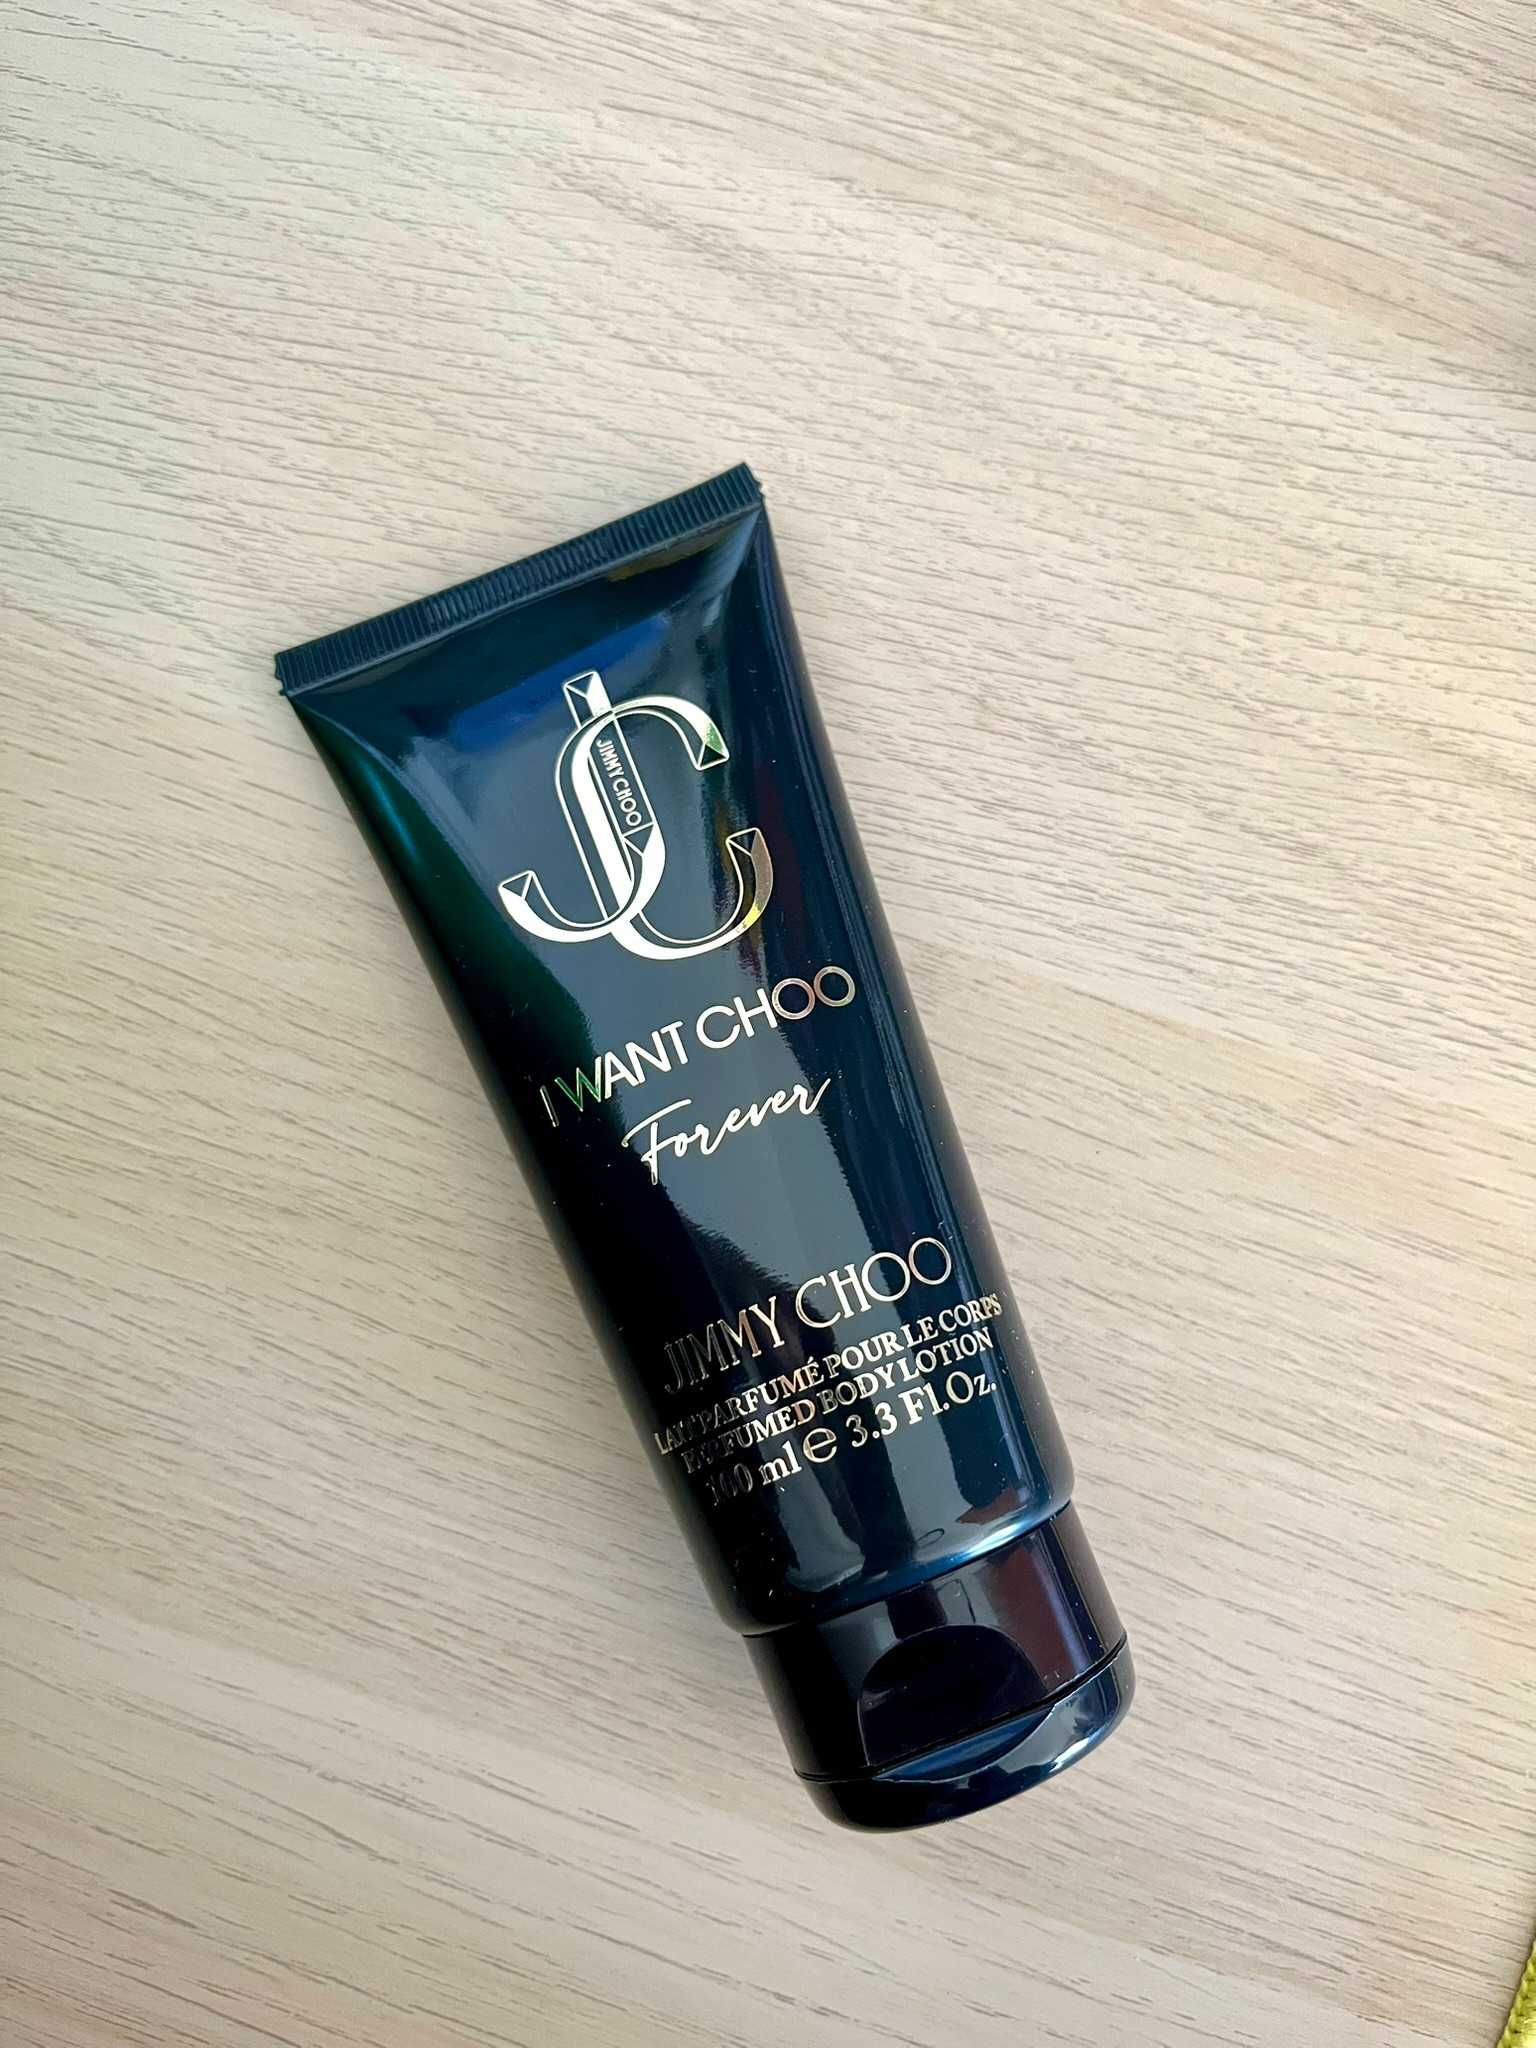 JIMMY CHOO
I WANT CHOO
Forever
JIMMY CHOO
LAIT PARFUMÉ POUR LE CORPS
PERFUMED BODY LOTION
100 ml e 3.3 Fl.Oz.